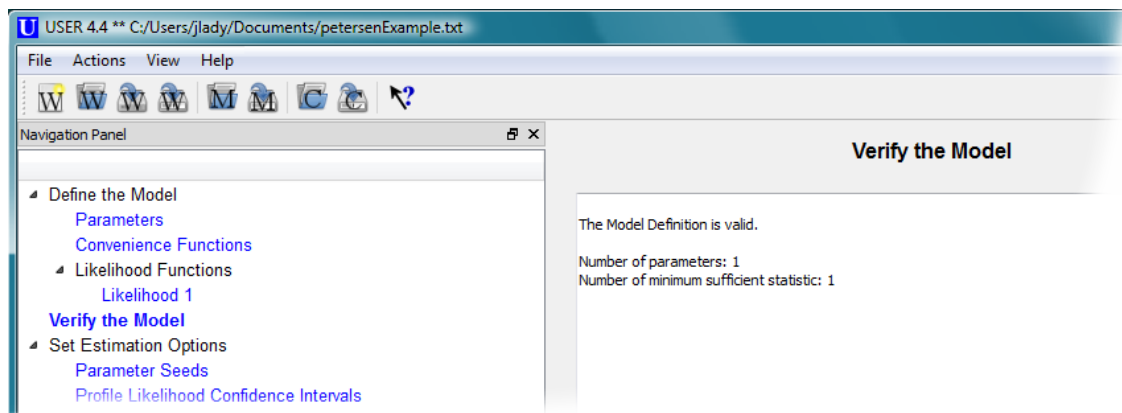 U USER 4.4 ** C:/Users/jlady/Documents/petersenExample.txt
File Actions View Help
W W W W M M C C ?
Navigation Panel
Verify the Model
Define the Model
Parameters
Convenience Functions
Likelihood Functions
Likelihood 1
Verify the Model
Set Estimation Options
Parameter Seeds
Profile Likelihood Confidence Intervals
The Model Definition is valid.
Number of parameters: 1
Number of minimum sufficient statistic: 1